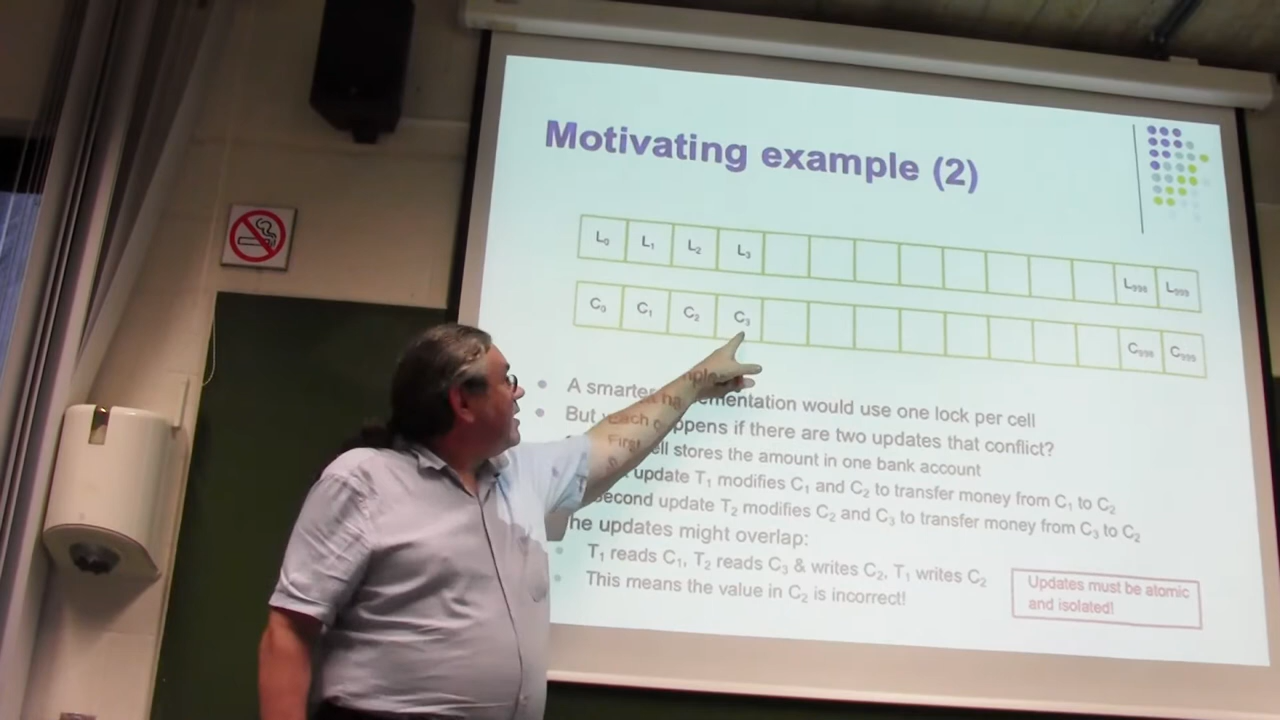 Motivating example (2)
L₀ L₁ L₂ L₃ L₉₉₈ L₉₉₉
C₀ C₁ C₂ C₃ C₉₉₈ C₉₉₉
A smarter implementation would use one lock per cell
But what happens if there are two updates that conflict?
Each cell stores the amount in one bank account
First update T₁ modifies C₁ and C₂ to transfer money from C₁ to C₂
Second update T₂ modifies C₂ and C₃ to transfer money from C₃ to C₂
The updates might overlap:
T₁ reads C₁, T₂ reads C₃ & writes C₂, T₁ writes C₂
This means the value in C₂ is incorrect!
Updates must be atomic
and isolated!